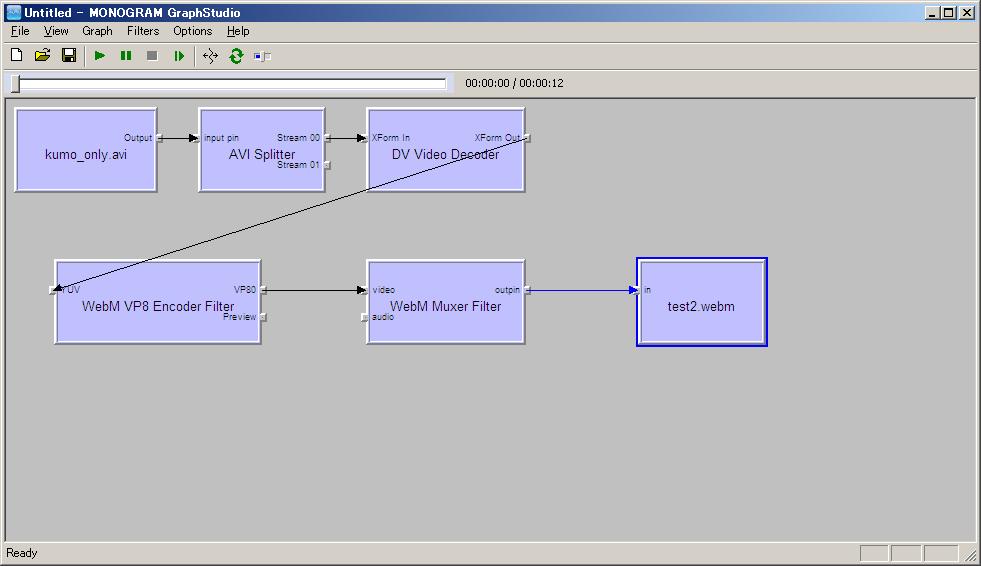 Untitled - MONOGRAM GraphStudio
File View Graph Filters Options Help
00:00:00 / 00:00:12
Output
kumo_only.avi
input pin Stream 00
AVI Splitter
Stream 01
XForm In XForm Out
DV Video Decoder
YUV VP80
WebM VP8 Encoder Filter
Preview
video outpin
WebM Muxer Filter
audio
in
test2.webm
Ready